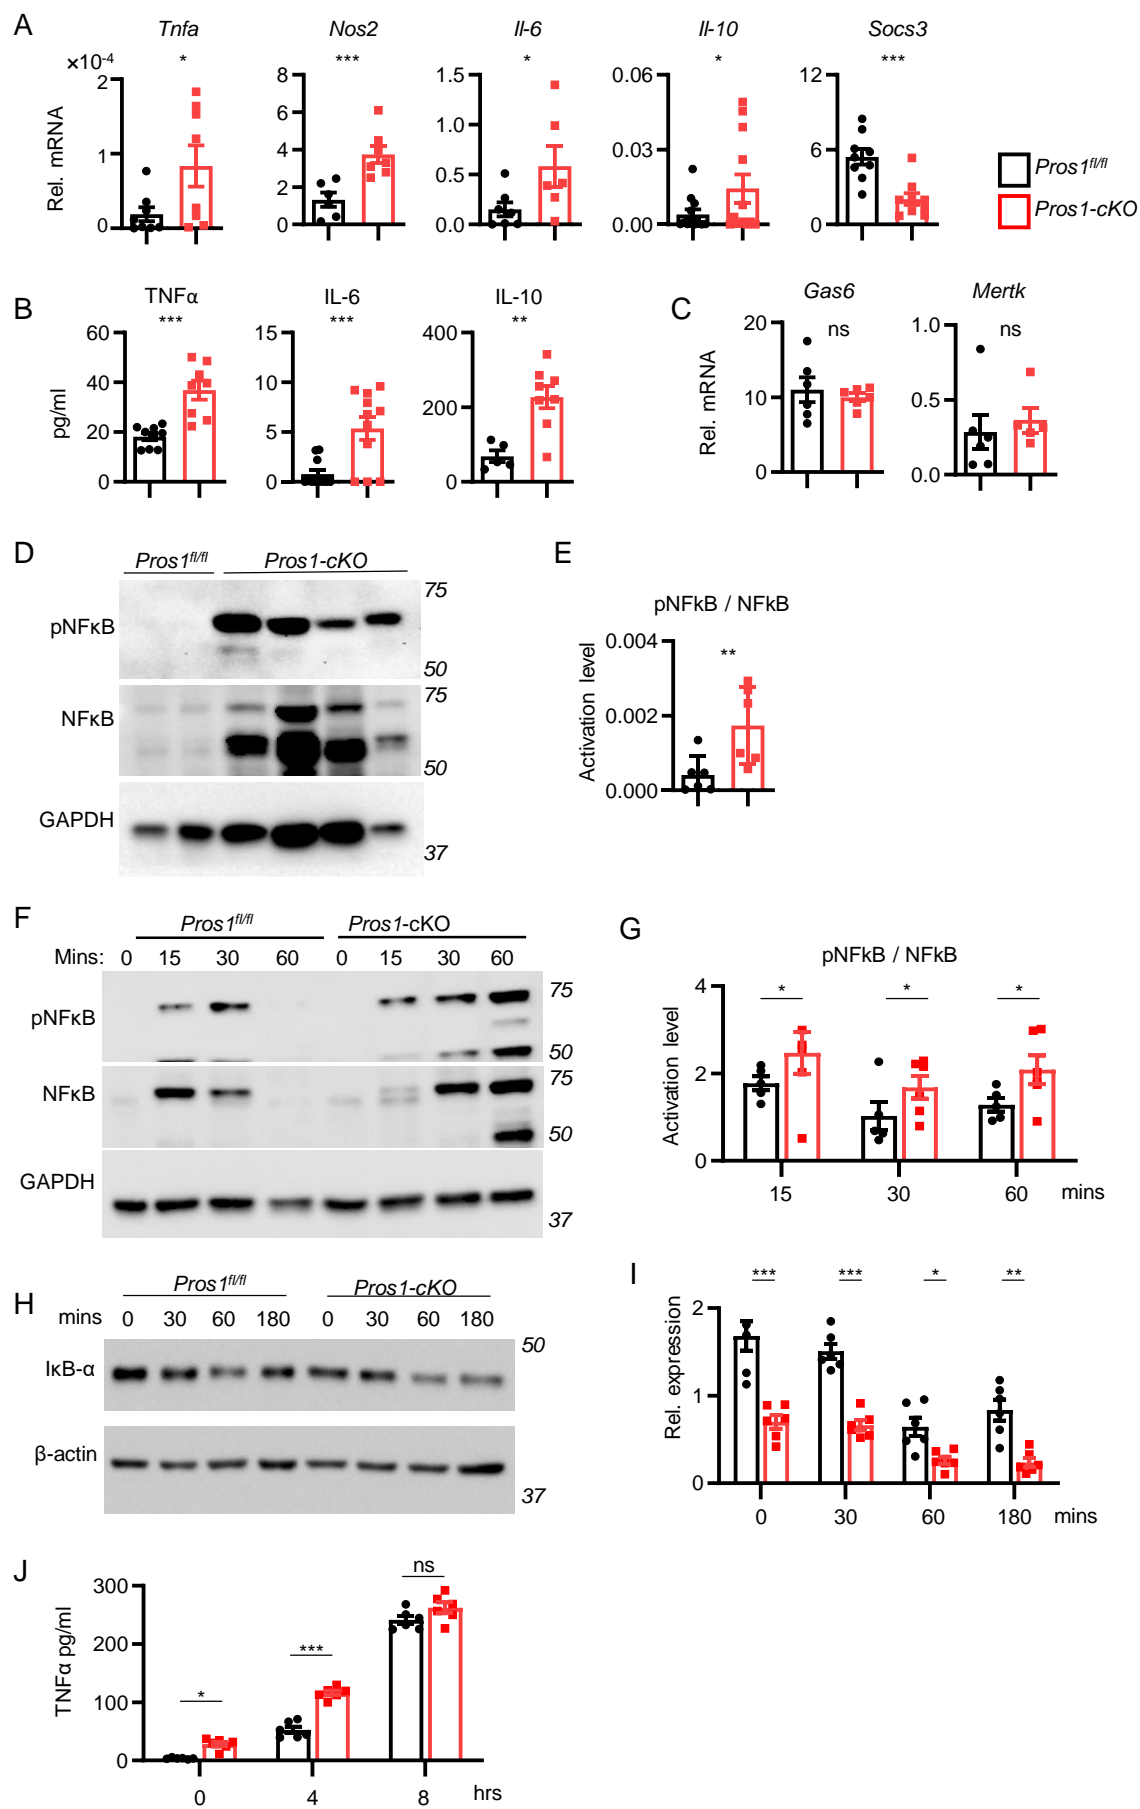 A
Tnfa
Nos2
Il-6
Il-10
Socs3
×10⁻⁴
*
***
*
*
***
2
1
0
8
6
4
2
0
1.5
1.0
0.5
0.0
0.06
0.03
0.00
12
6
0
Rel. mRNA
Pros1fl/fl
Pros1-cKO
B
TNFα
IL-6
IL-10
***
***
**
60
40
20
0
15
10
5
0
400
200
0
pg/ml
C
Gas6
Mertk
ns
ns
20
10
0
1.0
0.5
0.0
Rel. mRNA
D
Pros1fl/fl
Pros1-cKO
75
pNFκB
50
75
NFκB
50
GAPDH
37
E
pNFkB / NFkB
**
0.004
0.002
0.000
Activation level
F
Pros1fl/fl
Pros1-cKO
Mins: 0 15 30 60 0 15 30 60
75
pNFκB
50
NFκB
75
50
GAPDH
37
G
pNFkB / NFkB
* * *
4
2
0
Activation level
15 30 60 mins
H
Pros1fl/fl
Pros1-cKO
mins 0 30 60 180 0 30 60 180
50
IκB-α
β-actin
37
I
*** *** * **
2
1
0
Rel. expression
0 30 60 180 mins
J
ns
***
*
300
200
100
0
TNFα pg/ml
0 4 8 hrs